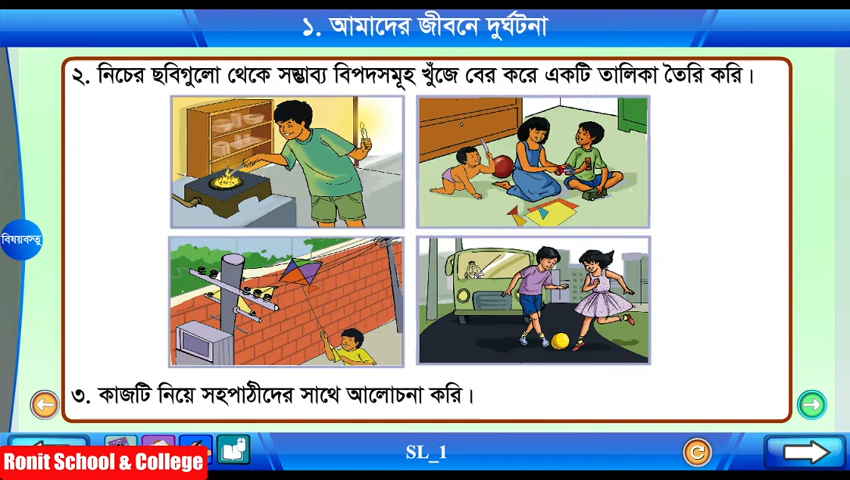 ১. আমাদের জীবনে দুর্ঘটনা
২. নিচের ছবিগুলো থেকে সম্ভাব্য বিপদসমূহ খুঁজে বের করে একটি তালিকা তৈরি করি।
বিষয়বস্তু
৩. কাজটি নিয়ে সহপাঠীদের সাথে আলোচনা করি।
SL_1
Ronit School & College